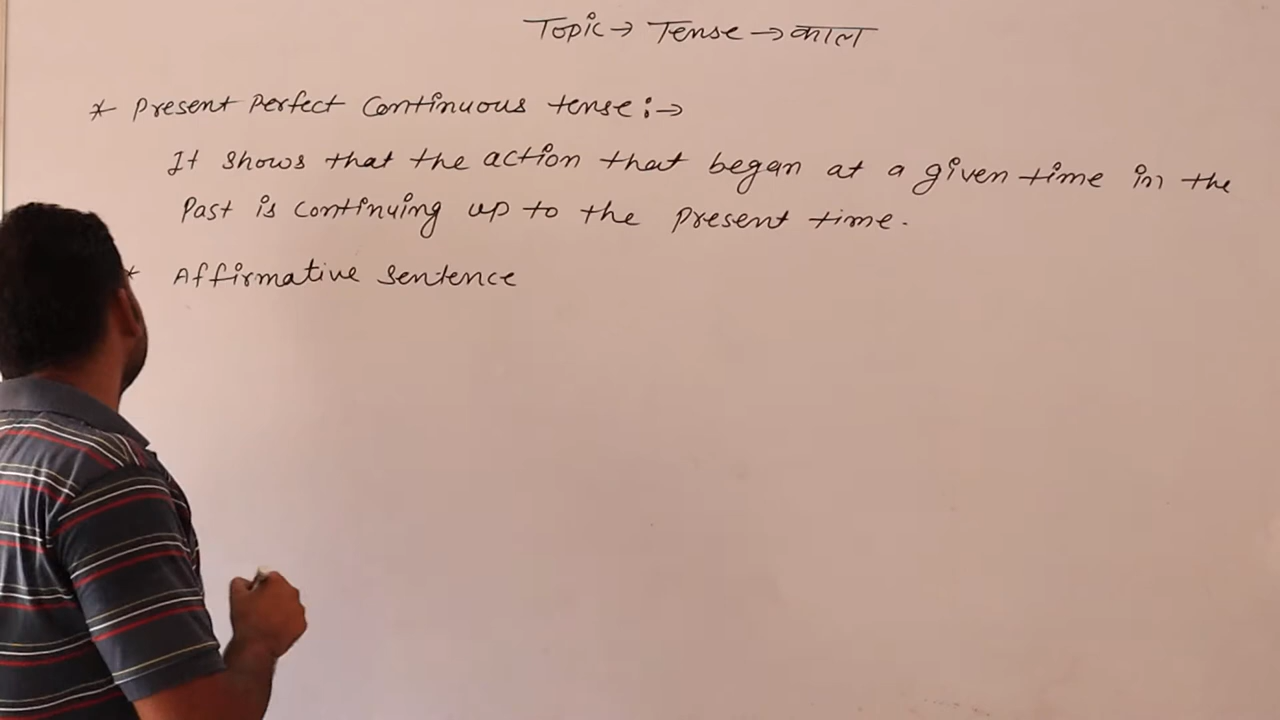 Topic → Tense → काल
* Present Perfect Continuous tense :→
It shows that the action that began at a given time in the
Past is continuing up to the present time.
* Affirmative sentence